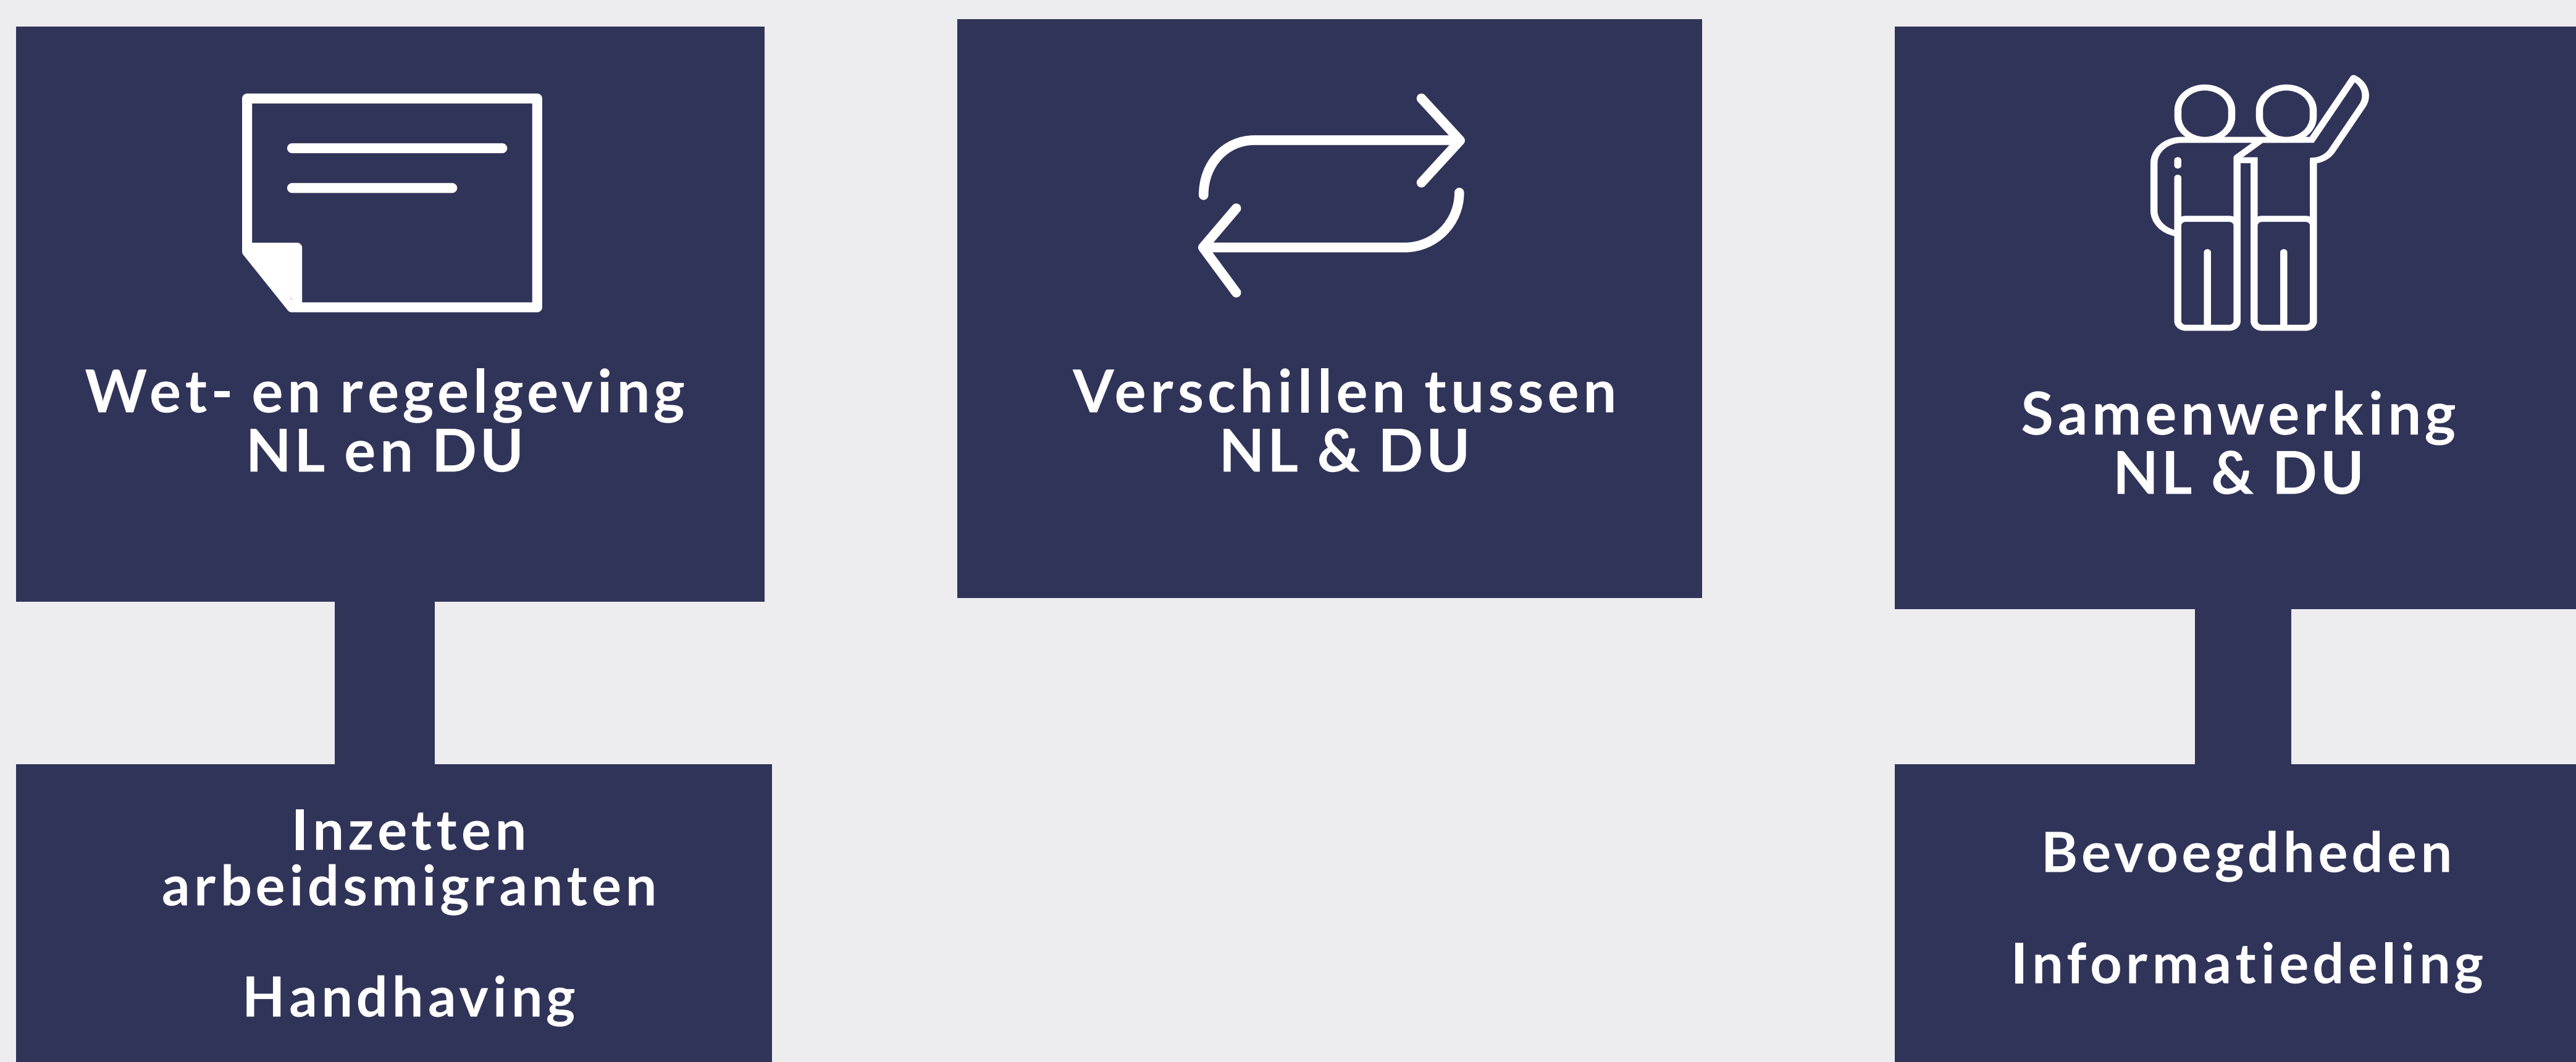 Wet- en regelgeving
NL en DU
Verschillen tussen
NL & DU
Samenwerking
NL & DU
Inzetten
arbeidsmigranten
Handhaving
Bevoegdheden
Informatiedeling